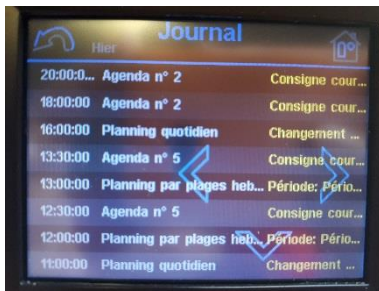 Journal
Hier
0°
20:00:0... Agenda n° 2 Consigne cour...
18:00:00 Agenda n° 2 Consigne cour...
16:00:00 Planning quotidien Changement ...
13:30:00 Agenda n° 5 Consigne cour...
13:00:00 Planning par plages heb... Période: Pério...
12:30:00 Agenda n° 5 Consigne cour...
12:00:00 Planning par plages heb... Période: Pério...
11:00:00 Planning quotidien Changement ...